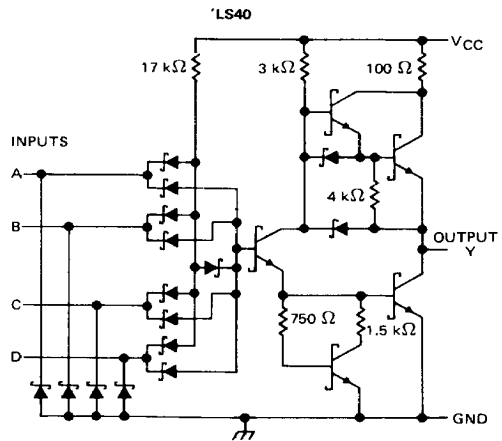 'LS40
VCC
17 kΩ
3 kΩ
100 Ω
INPUTS
A
B
4 kΩ
OUTPUT
Y
C
750 Ω
1.5 kΩ
D
GND